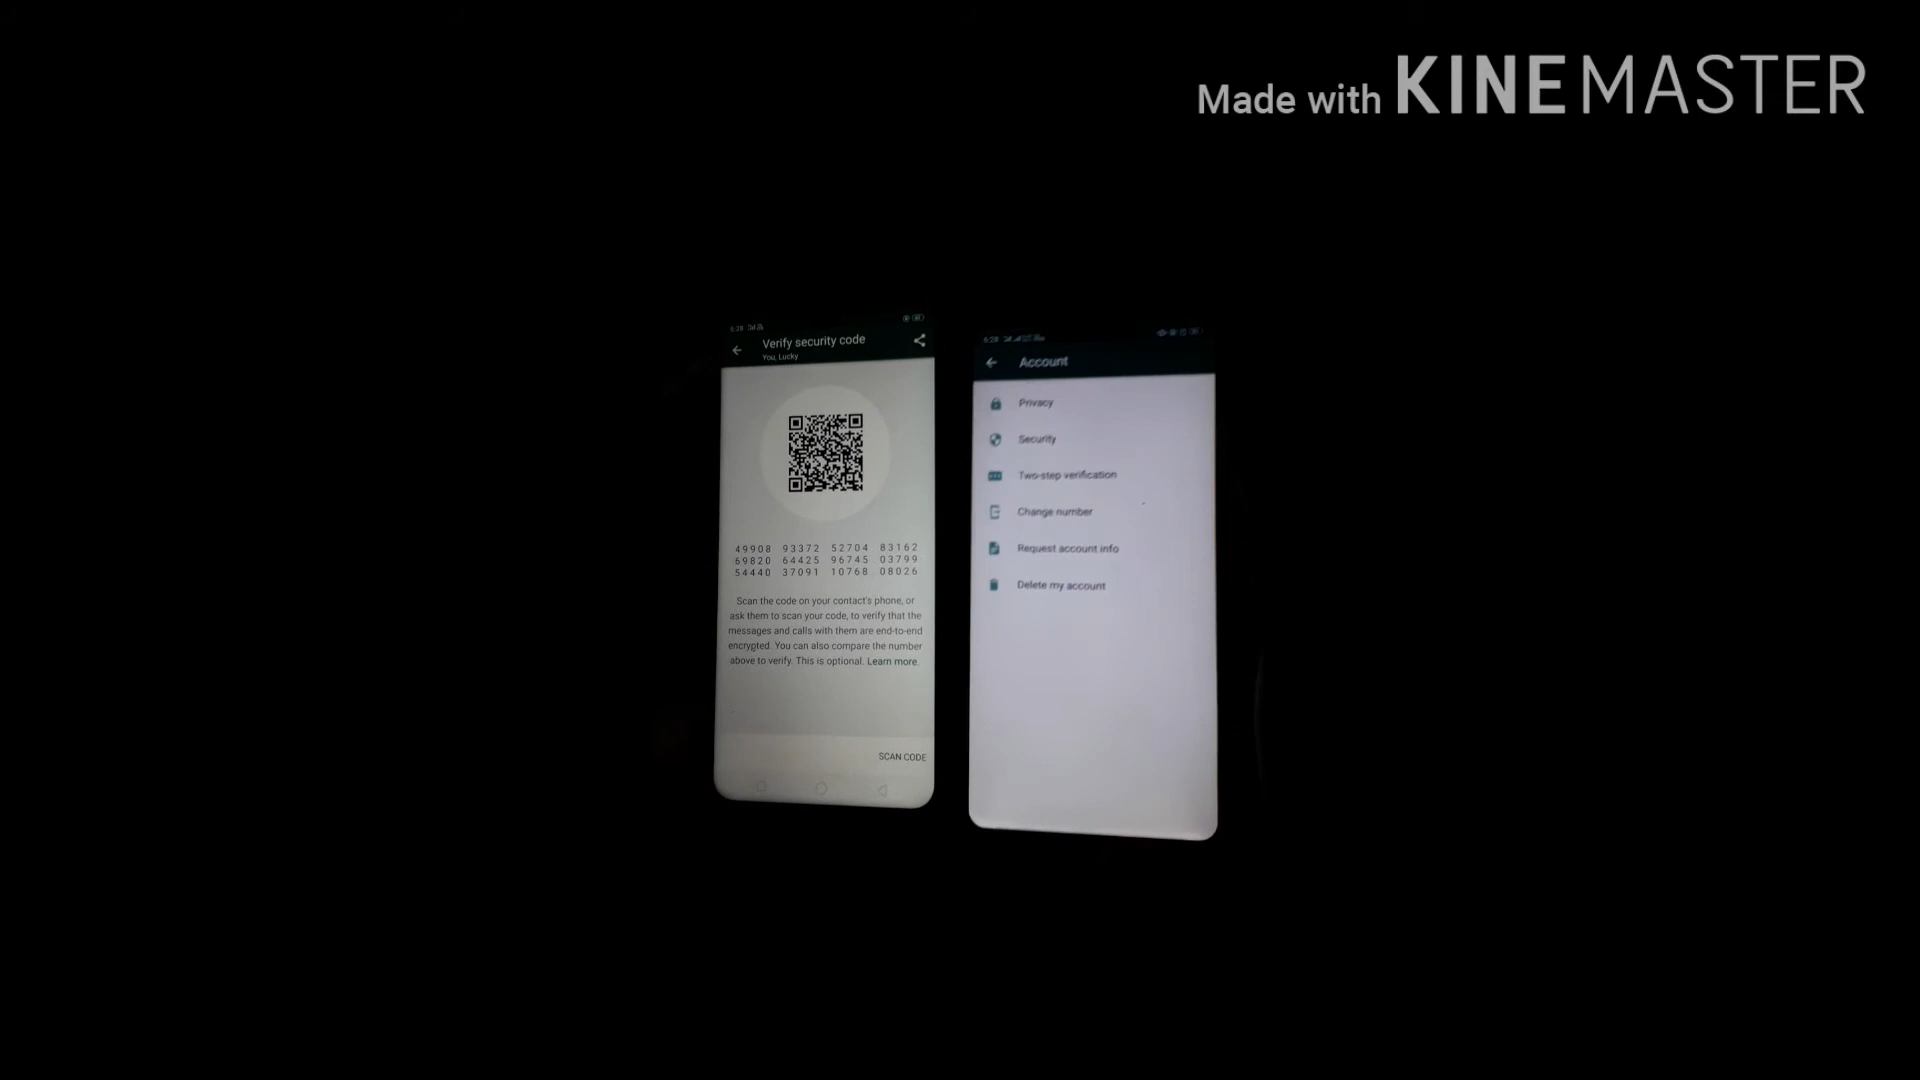 Made with KINEMASTER
6:28
Verify security code
You, Lucky
49908 93372 52704 83162
69820 64425 96745 03799
54440 37091 10768 08026
Scan the code on your contact's phone, or
ask them to scan your code, to verify that the
messages and calls with them are end-to-end
encrypted. You can also compare the number
above to verify. This is optional. Learn more.
SCAN CODE
6:28
Account
Privacy
Security
Two-step verification
Change number
Request account info
Delete my account